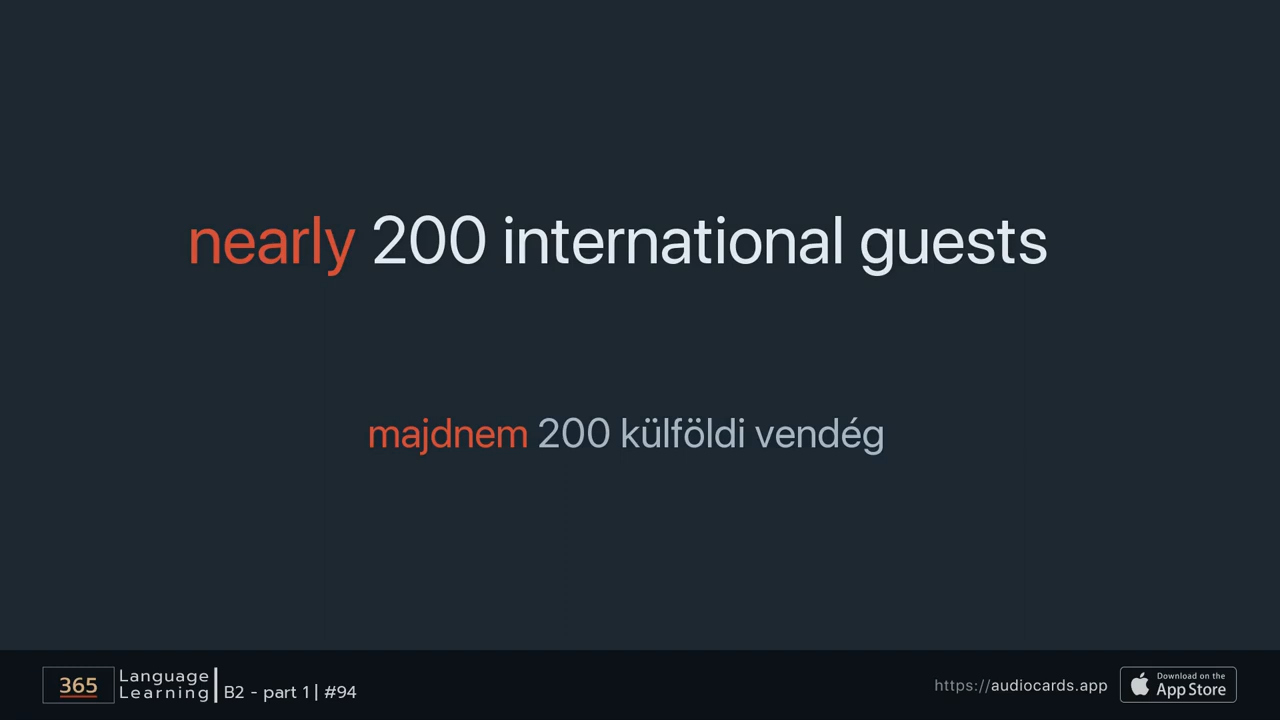 nearly 200 international guests
majdnem 200 külföldi vendég
365 Language Learning | B2 - part 1 | #94
https://audiocards.app
Download on the
App Store